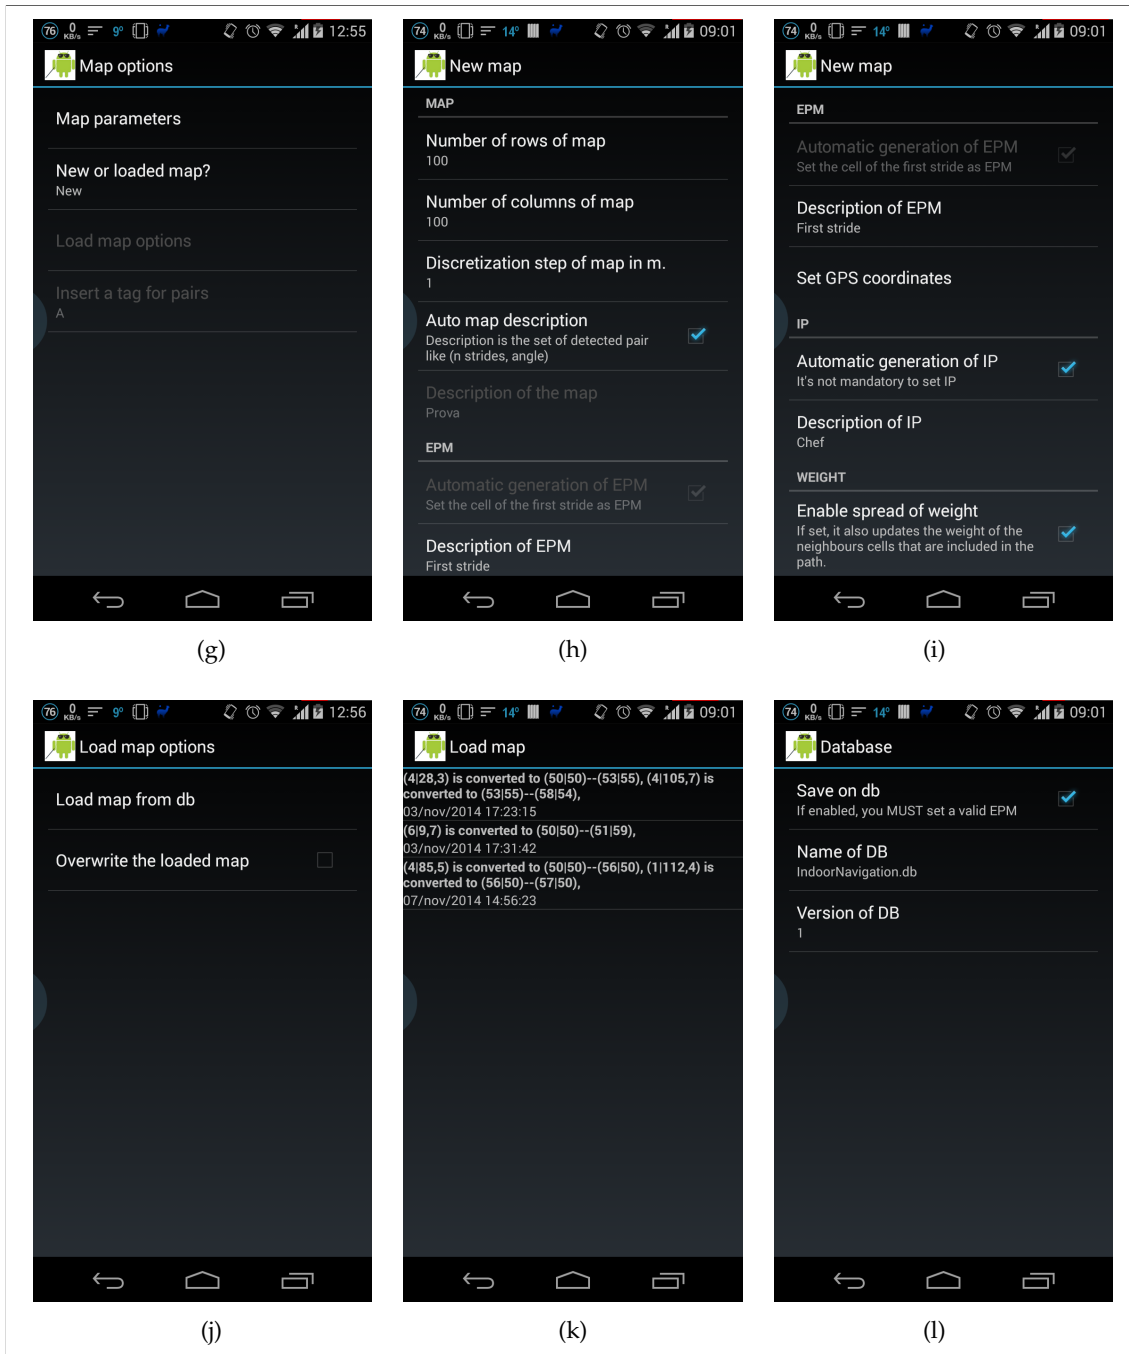 76 0 KB/s 9° 12:55
Map options
Map parameters
New or loaded map?
New
Load map options
Insert a tag for pairs
A
(g)
74 0 KB/s 14° 09:01
New map
MAP
Number of rows of map
100
Number of columns of map
100
Discretization step of map in m.
1
Auto map description
Description is the set of detected pair
like (n strides, angle)
Description of the map
Prova
EPM
Automatic generation of EPM
Set the cell of the first stride as EPM
Description of EPM
First stride
(h)
74 0 KB/s 14° 09:01
New map
EPM
Automatic generation of EPM
Set the cell of the first stride as EPM
Description of EPM
First stride
Set GPS coordinates
IP
Automatic generation of IP
It's not mandatory to set IP
Description of IP
Chef
WEIGHT
Enable spread of weight
If set, it also updates the weight of the
neighbours cells that are included in the
path.
(i)
76 0 KB/s 9° 12:56
Load map options
Load map from db
Overwrite the loaded map
(j)
74 0 KB/s 14° 09:01
Load map
(4|28,3) is converted to (50|50)--(53|55), (4|105,7) is
converted to (53|55)--(58|54),
03/nov/2014 17:23:15
(6|9,7) is converted to (50|50)--(51|59),
03/nov/2014 17:31:42
(4|85,5) is converted to (50|50)--(56|50), (1|112,4) is
converted to (56|50)--(57|50),
07/nov/2014 14:56:23
(k)
74 0 KB/s 14° 09:01
Database
Save on db
If enabled, you MUST set a valid EPM
Name of DB
IndoorNavigation.db
Version of DB
1
(l)